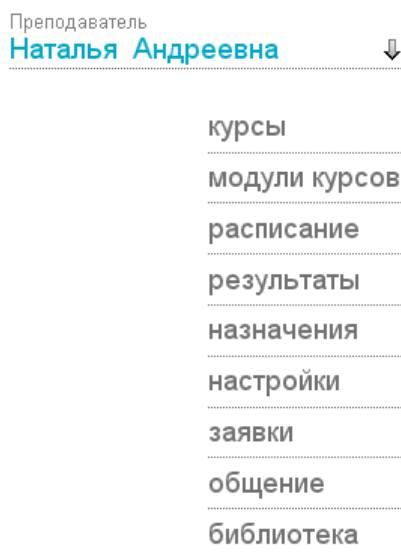 Преподаватель
Наталья Андреевна
курсы
модули курсов
расписание
результаты
назначения
настройки
заявки
общение
библиотека